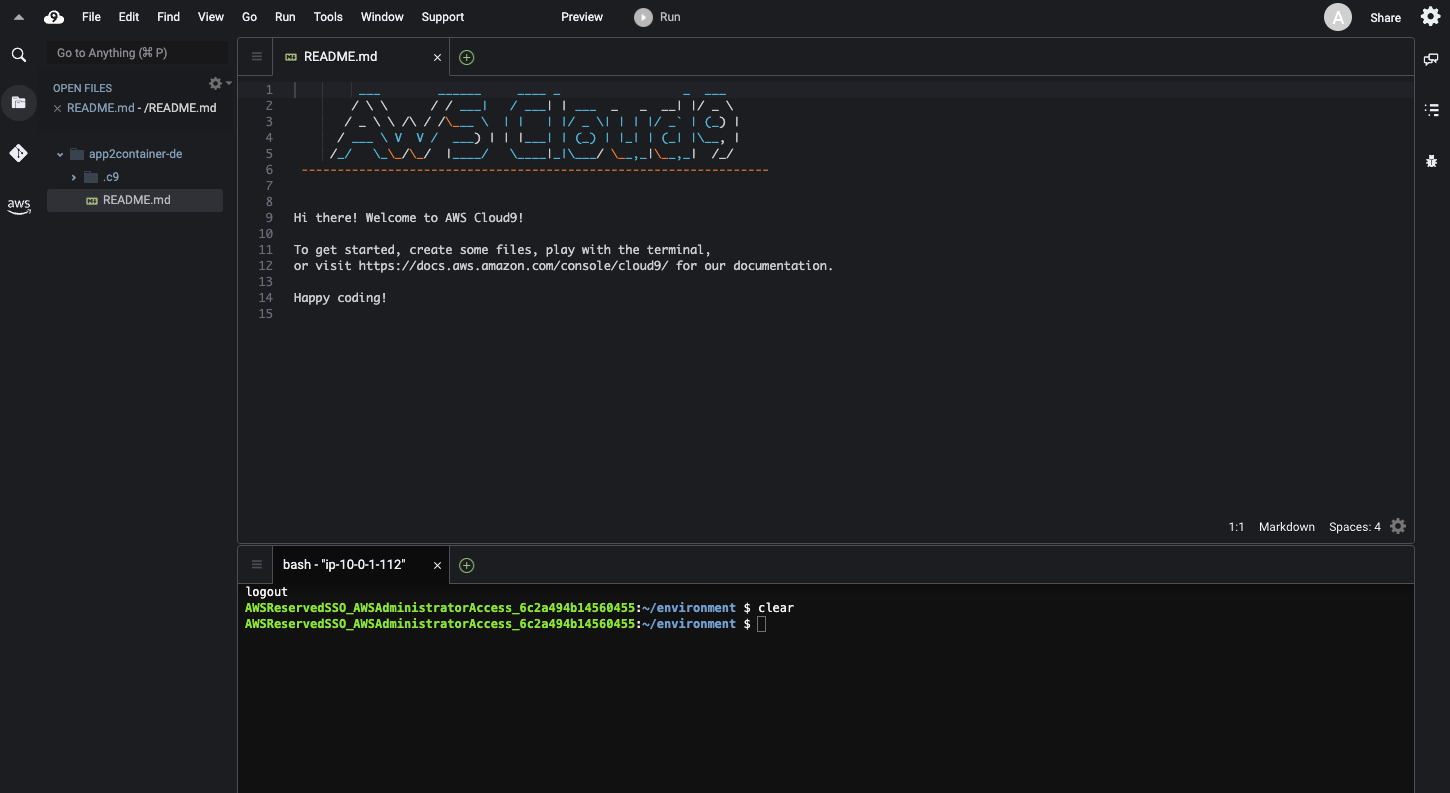 File Edit Find View Go Run Tools Window Support Preview Run A Share
Go to Anything (⌘ P)
OPEN FILES
README.md - /README.md
app2container-de
.c9
README.md
aws
README.md
1
2
3
4
5
6 -----------------------------------------------------------------
7
8
9 Hi there! Welcome to AWS Cloud9!
10
11 To get started, create some files, play with the terminal,
12 or visit https://docs.aws.amazon.com/console/cloud9/ for our documentation.
13
14 Happy coding!
15
AWS Cloud9
1:1 Markdown Spaces: 4
bash - "ip-10-0-1-112"
logout
AWSReservedSSO_AWSAdministratorAccess_6c2a494b14560455:~/environment $ clear
AWSReservedSSO_AWSAdministratorAccess_6c2a494b14560455:~/environment $